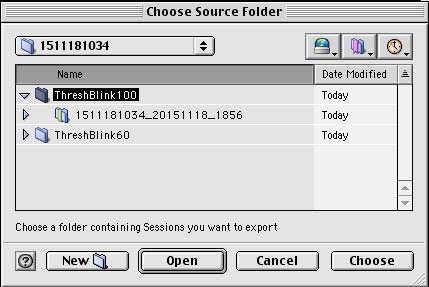 Choose Source Folder
1511181034
Name Date Modified
ThreshBlink100 Today
1511181034_20151118_1856 Today
ThreshBlink60 Today
Choose a folder containing Sessions you want to export
? New Open Cancel Choose